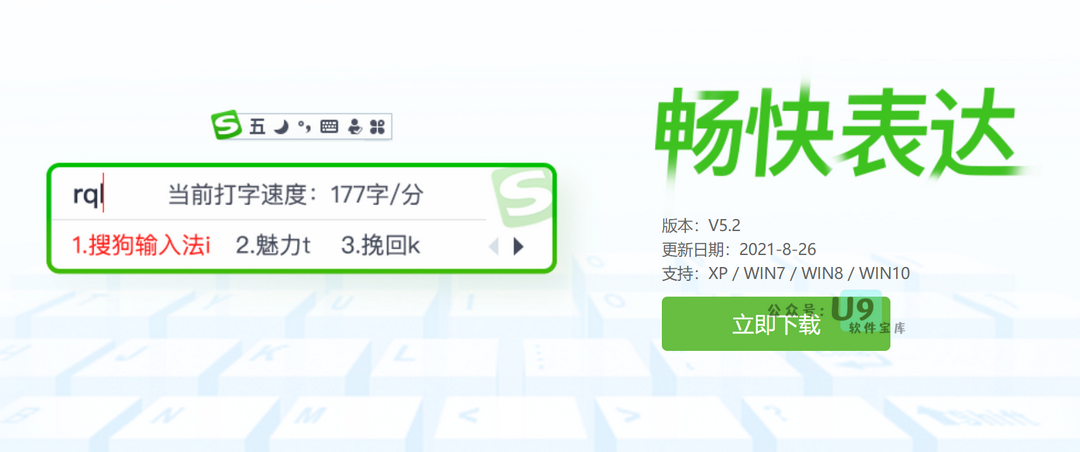 五
rql 当前打字速度：177字/分
1.搜狗输入法i 2.魅力t 3.挽回k
畅快表达
版本：V5.2
更新日期：2021-8-26
支持：XP / WIN7 / WIN8 / WIN10
立即下载
公众号：U9
软件宝库
Y U I O
J K L
B N M < > ? Shift